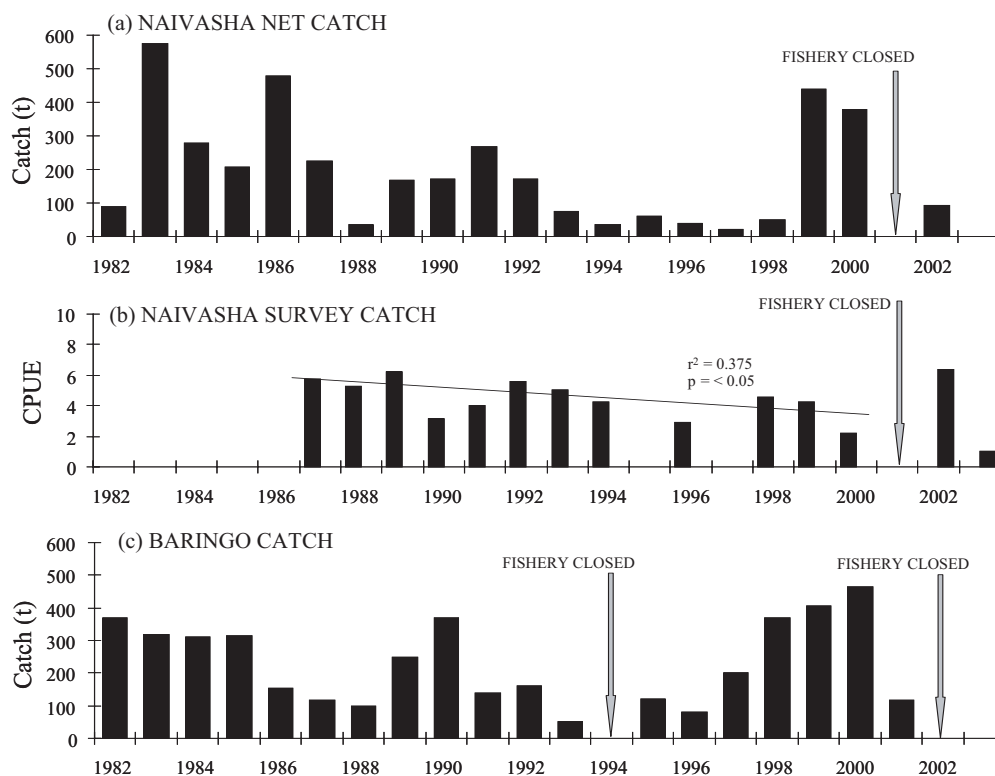 (a) NAIVASHA NET CATCH
FISHERY CLOSED
Catch (t)
600
500
400
300
200
100
0
1982 1984 1986 1988 1990 1992 1994 1996 1998 2000 2002
FISHERY CLOSED
(b) NAIVASHA SURVEY CATCH
CPUE
10
8
6
4
2
0
r² = 0.375
p = < 0.05
1982 1984 1986 1988 1990 1992 1994 1996 1998 2000 2002
(c) BARINGO CATCH
FISHERY CLOSED FISHERY CLOSED
Catch (t)
600
500
400
300
200
100
0
1982 1984 1986 1988 1990 1992 1994 1996 1998 2000 2002